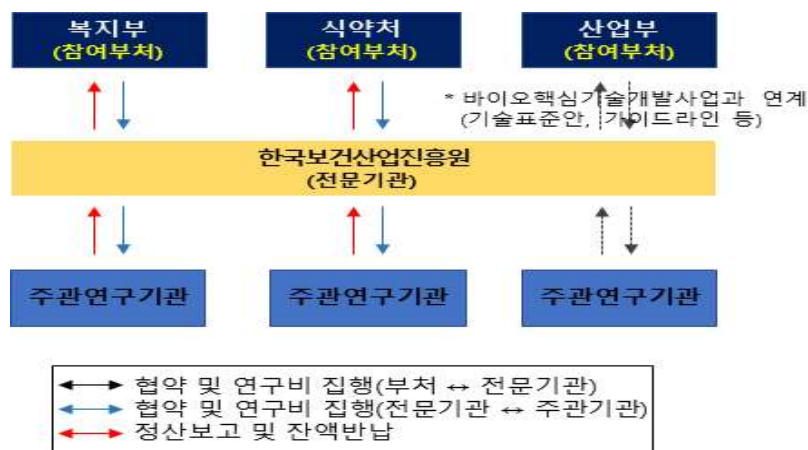 복지부
(참여부처)
식약처
(참여부처)
산업부
(참여부처)
* 바이오핵심기술개발사업과 연계
(기술표준안, 가이드라인 등)
한국보건산업진흥원
(전문기관)
주관연구기관
주관연구기관
주관연구기관
협약 및 연구비 집행(부처 ↔ 전문기관)
협약 및 연구비 집행(전문기관 ↔ 주관기관)
정산보고 및 잔액반납